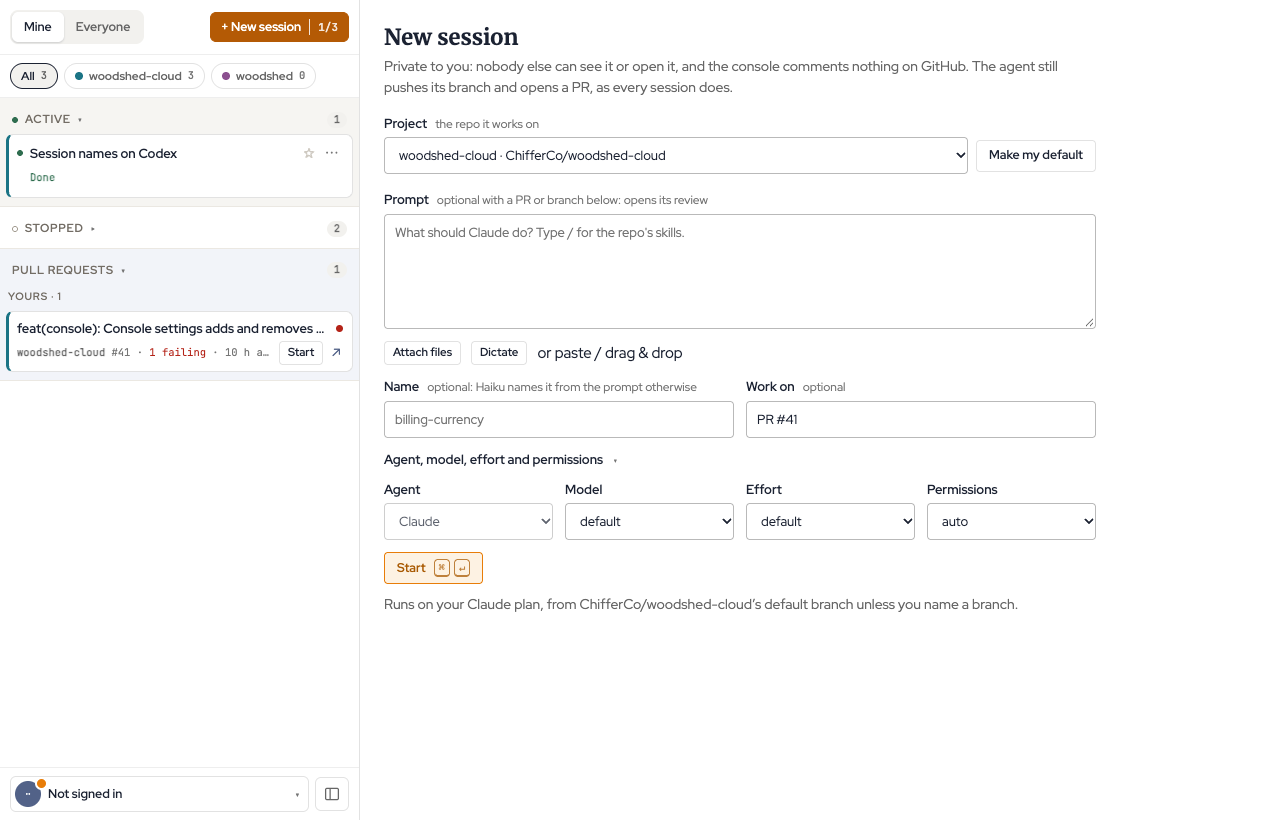 Mine
Everyone
+ New session
1/3
All 3
woodshed-cloud 3
woodshed 0
ACTIVE
1
Session names on Codex
Done
STOPPED
2
PULL REQUESTS
1
YOURS · 1
feat(console): Console settings adds and removes …
woodshed-cloud #41 · 1 failing · 10 h a…
Start
Not signed in
New session
Private to you: nobody else can see it or open it, and the console comments nothing on GitHub. The agent still
pushes its branch and opens a PR, as every session does.
Project the repo it works on
woodshed-cloud · ChifferCo/woodshed-cloud
Make my default
Prompt optional with a PR or branch below: opens its review
What should Claude do? Type / for the repo's skills.
Attach files
Dictate
or paste / drag & drop
Name optional: Haiku names it from the prompt otherwise
Work on optional
billing-currency
PR #41
Agent, model, effort and permissions
Agent
Model
Effort
Permissions
Claude
default
default
auto
Start ⌘ ↵
Runs on your Claude plan, from ChifferCo/woodshed-cloud’s default branch unless you name a branch.